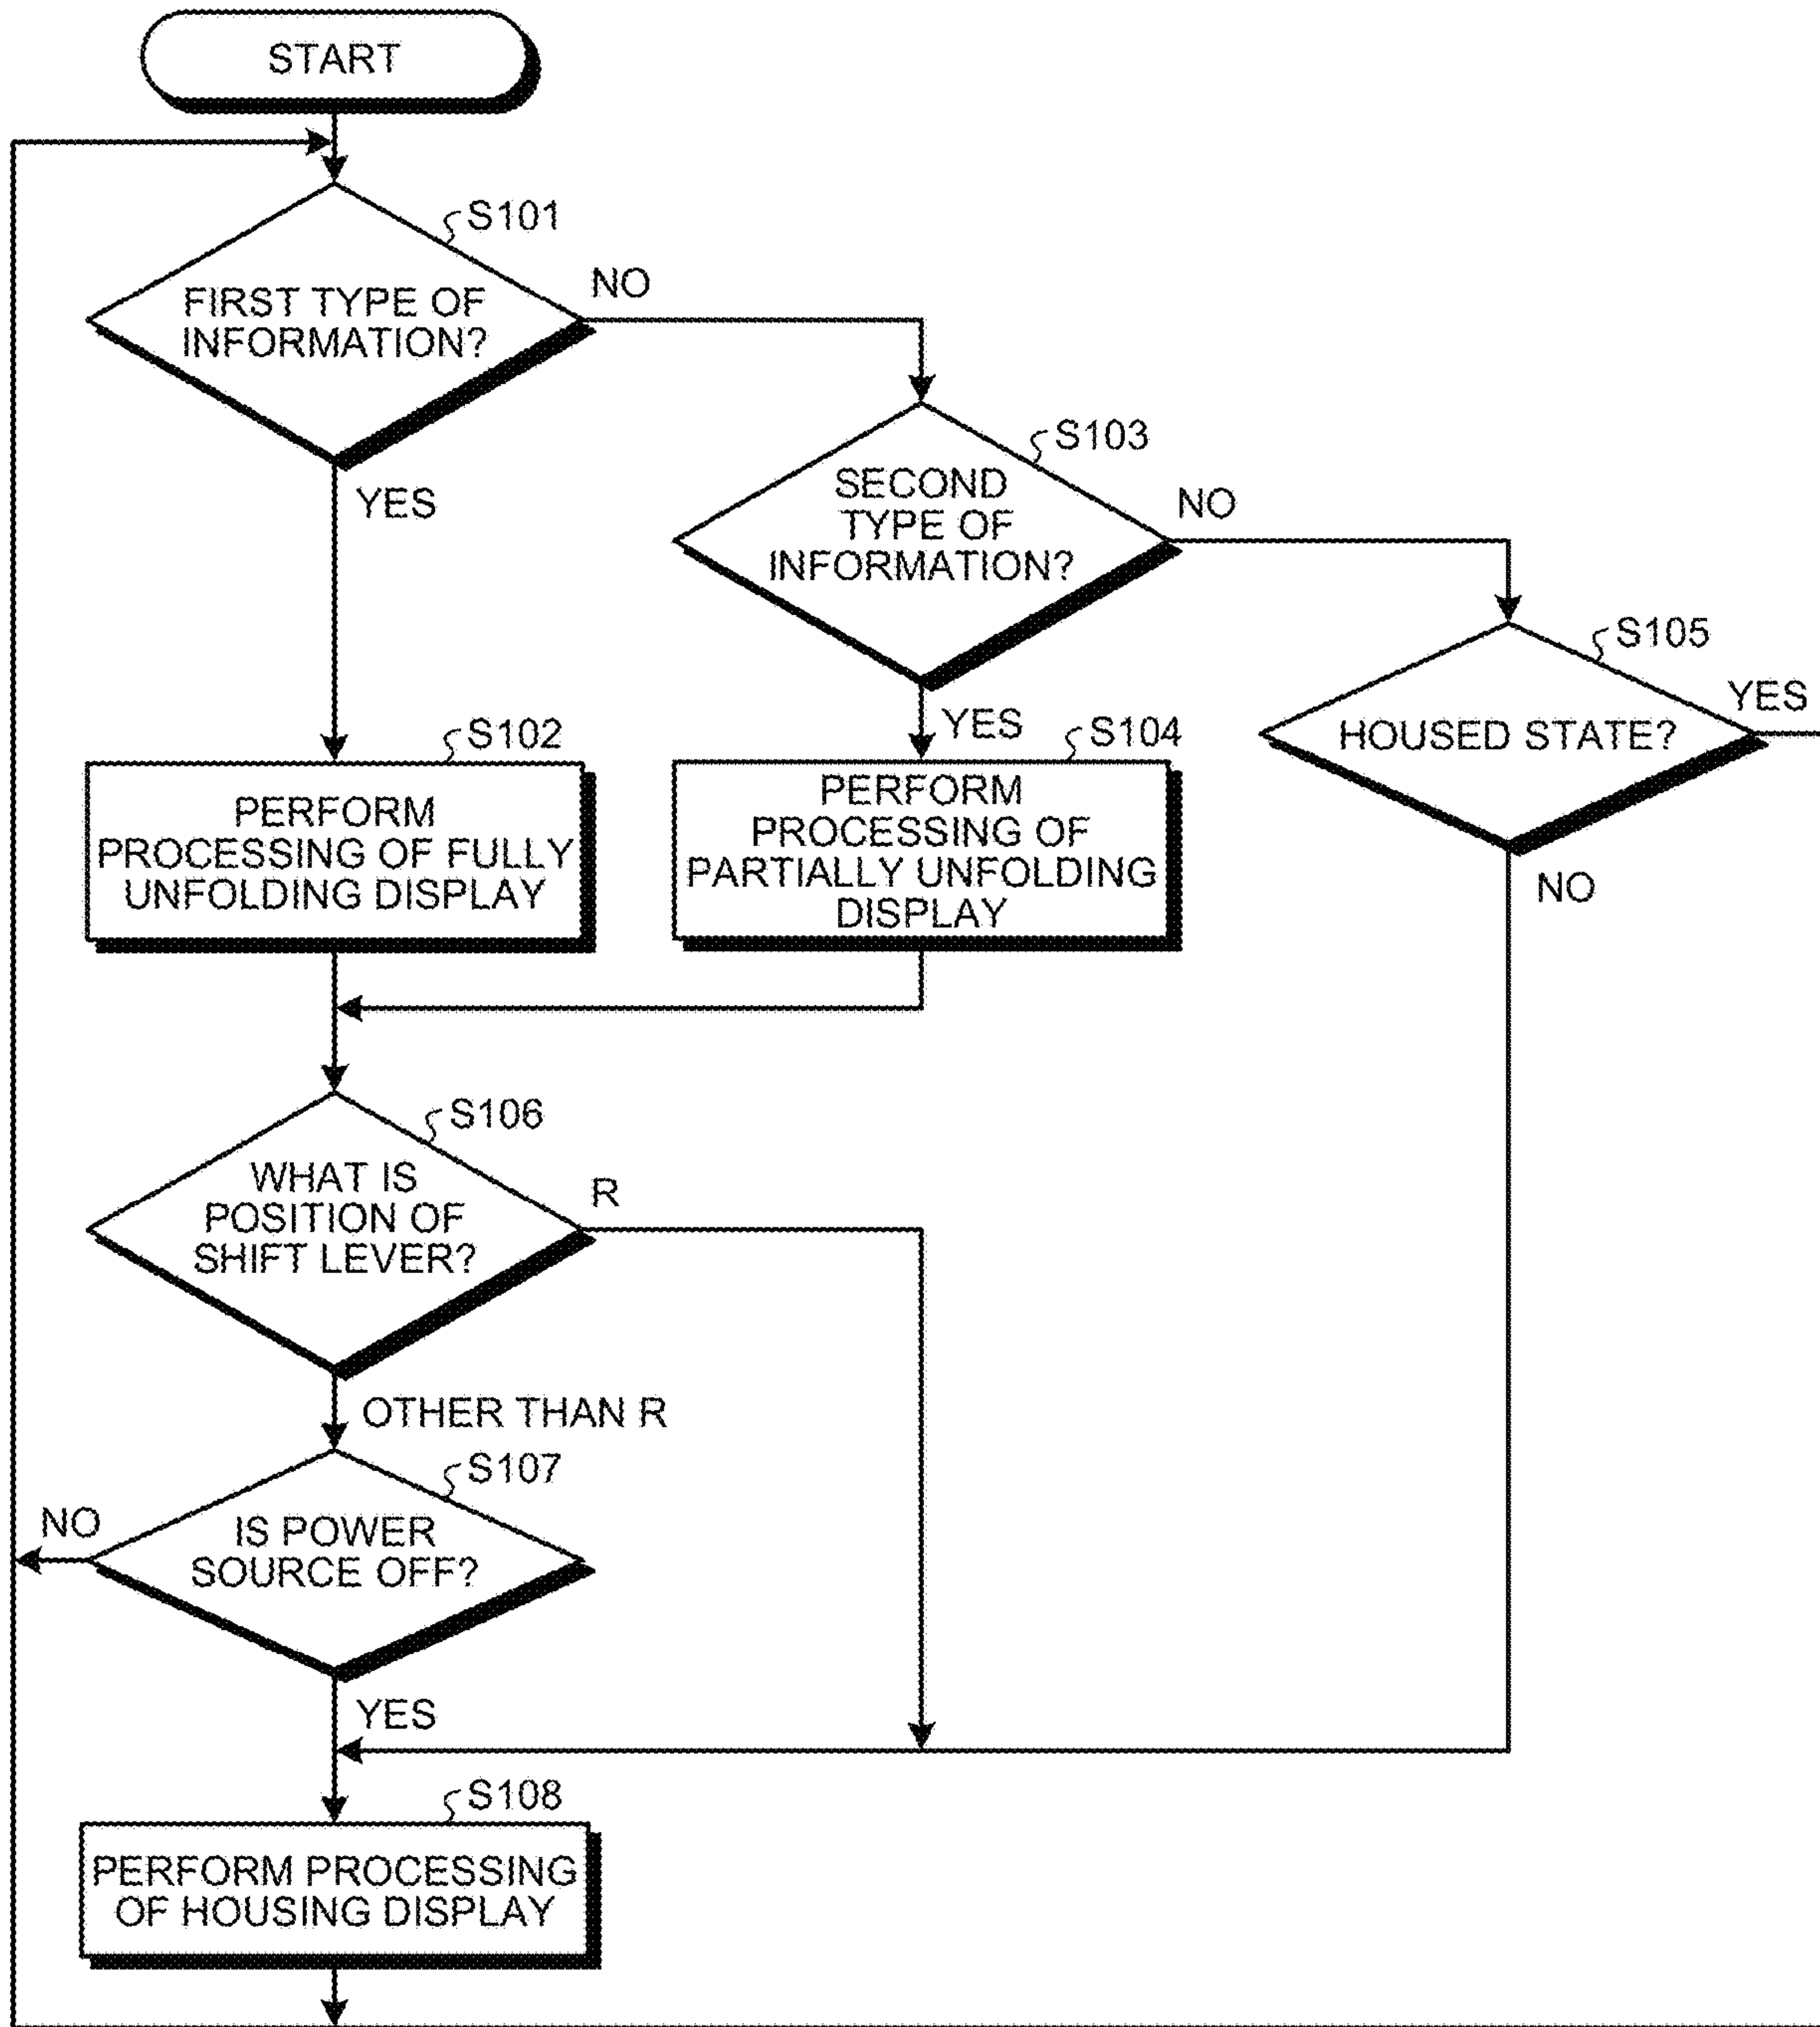 START
S101
FIRST TYPE OF
INFORMATION?
NO
YES
S103
SECOND
TYPE OF
INFORMATION?
NO
YES
S105
HOUSED STATE?
YES
NO
S102
PERFORM
PROCESSING OF FULLY
UNFOLDING DISPLAY
S104
PERFORM
PROCESSING OF
PARTIALLY UNFOLDING
DISPLAY
S106
WHAT IS
POSITION OF
SHIFT LEVER?
R
OTHER THAN R
S107
IS POWER
SOURCE OFF?
NO
YES
S108
PERFORM PROCESSING
OF HOUSING DISPLAY